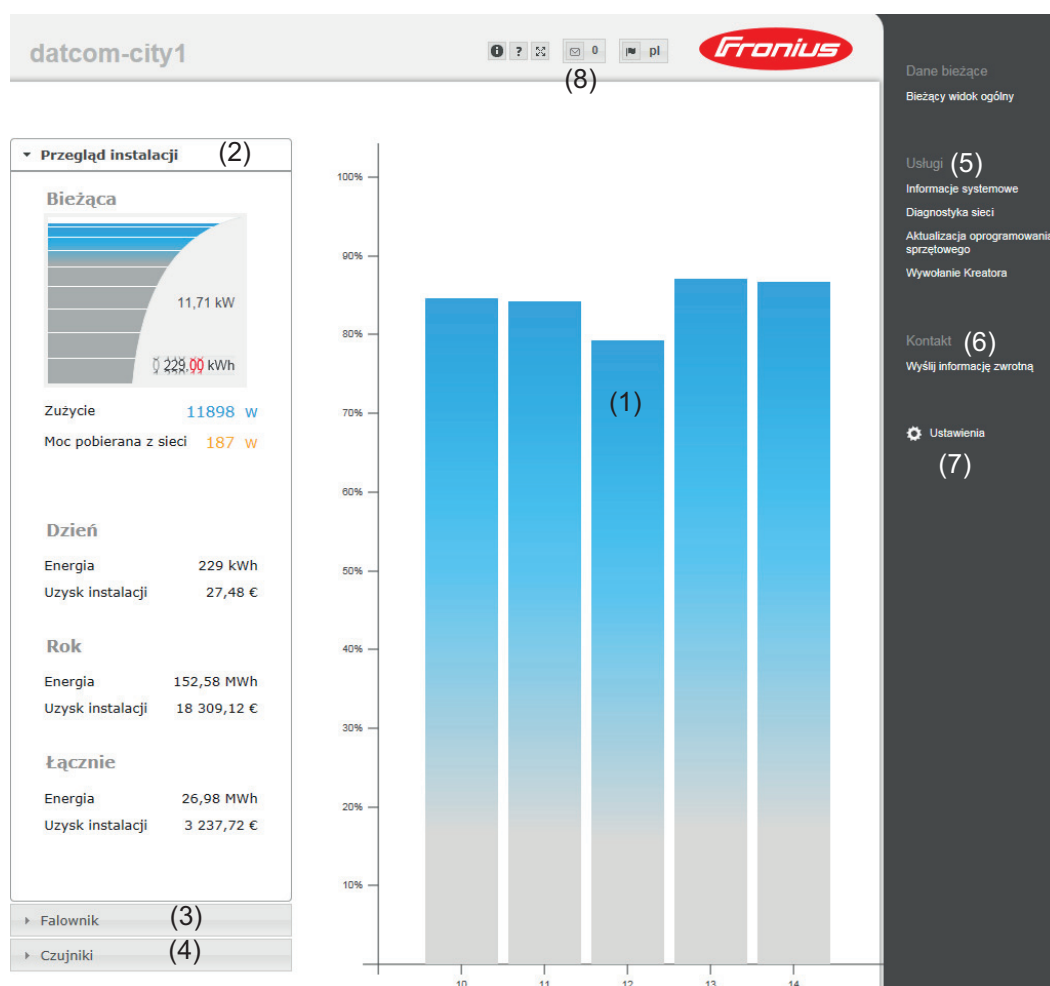 datcom-city1
? 0 pl
Fronius
(8)
Przegląd instalacji (2)
Bieżąca
11,71 kW
0 229,00 kWh
Zużycie 11898 W
Moc pobierana z sieci 187 W
Dzień
Energia 229 kWh
Uzysk instalacji 27,48 €
Rok
Energia 152,58 MWh
Uzysk instalacji 18 309,12 €
Łącznie
Energia 26,98 MWh
Uzysk instalacji 3 237,72 €
Falownik (3)
Czujniki (4)
100%
90%
80%
70%
60%
50%
40%
30%
20%
10%
(1)
10 11 12 13 14
Dane bieżące
Bieżący widok ogólny
Usługi (5)
Informacje systemowe
Diagnostyka sieci
Aktualizacja oprogramowania
sprzętowego
Wywołanie Kreatora
Kontakt (6)
Wyślij informację zwrotną
Ustawienia
(7)